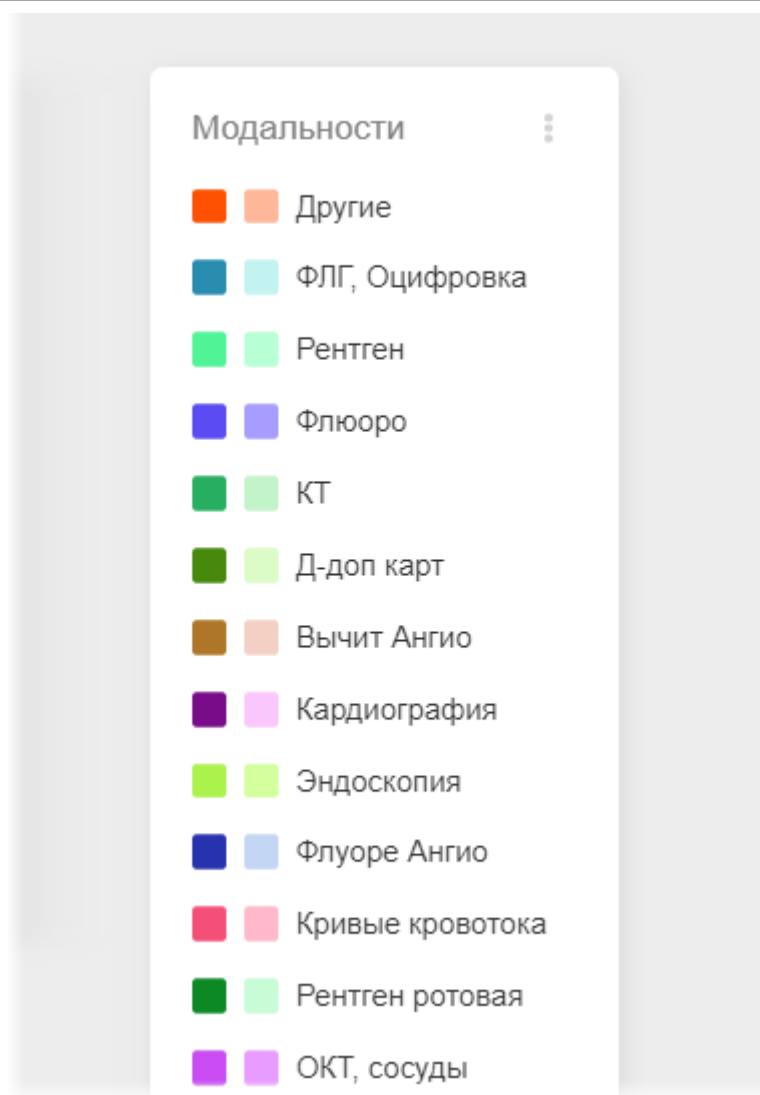 Модальности
Другие
ФЛГ, Оцифровка
Рентген
Флюоро
КТ
Д-доп карт
Вычит Ангио
Кардиография
Эндоскопия
Флуоре Ангио
Кривые кровотока
Рентген ротовая
ОКТ, сосуды